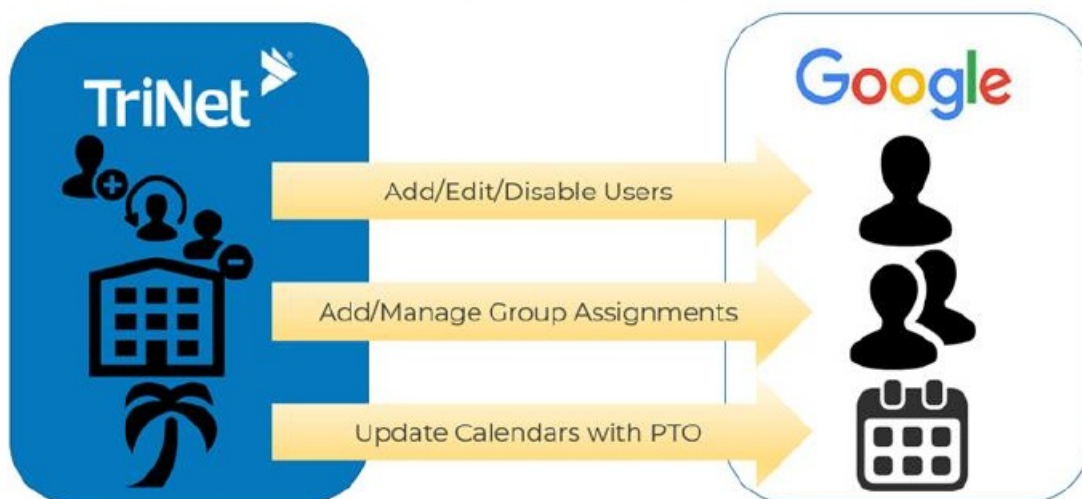 TriNet
Google
Add/Edit/Disable Users
Add/Manage Group Assignments
Update Calendars with PTO